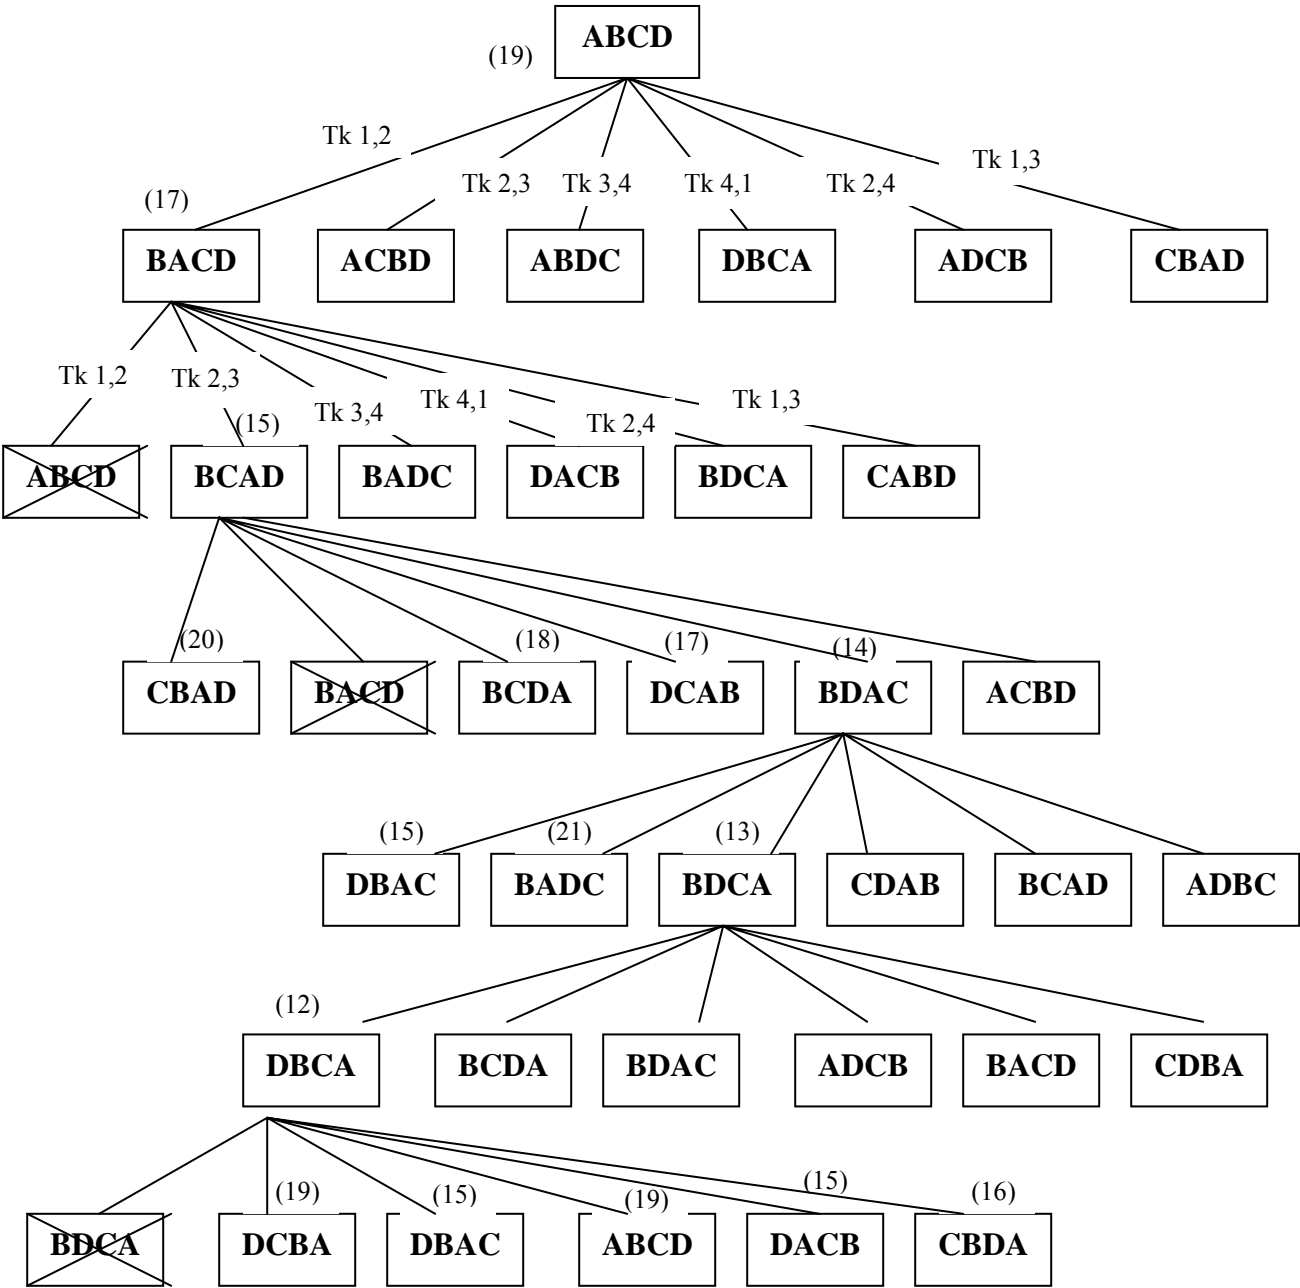 ABCD
(19)
Tk 1,2
Tk 2,3 Tk 3,4 Tk 4,1 Tk 2,4 Tk 1,3
(17)
BACD ACBD ABDC DBCA ADCB CBAD
Tk 1,2 Tk 2,3 Tk 3,4 Tk 4,1 Tk 2,4 Tk 1,3
(15)
ABCD BCAD BADC DACB BDCA CABD
(20) (18) (17) (14)
CBAD BACD BCDA DCAB BDAC ACBD
(15) (21) (13)
DBAC BADC BDCA CDAB BCAD ADBC
(12)
DBCA BCDA BDAC ADCB BACD CDBA
(19) (15) (19) (15) (16)
BDCA DCBA DBAC ABCD DACB CBDA